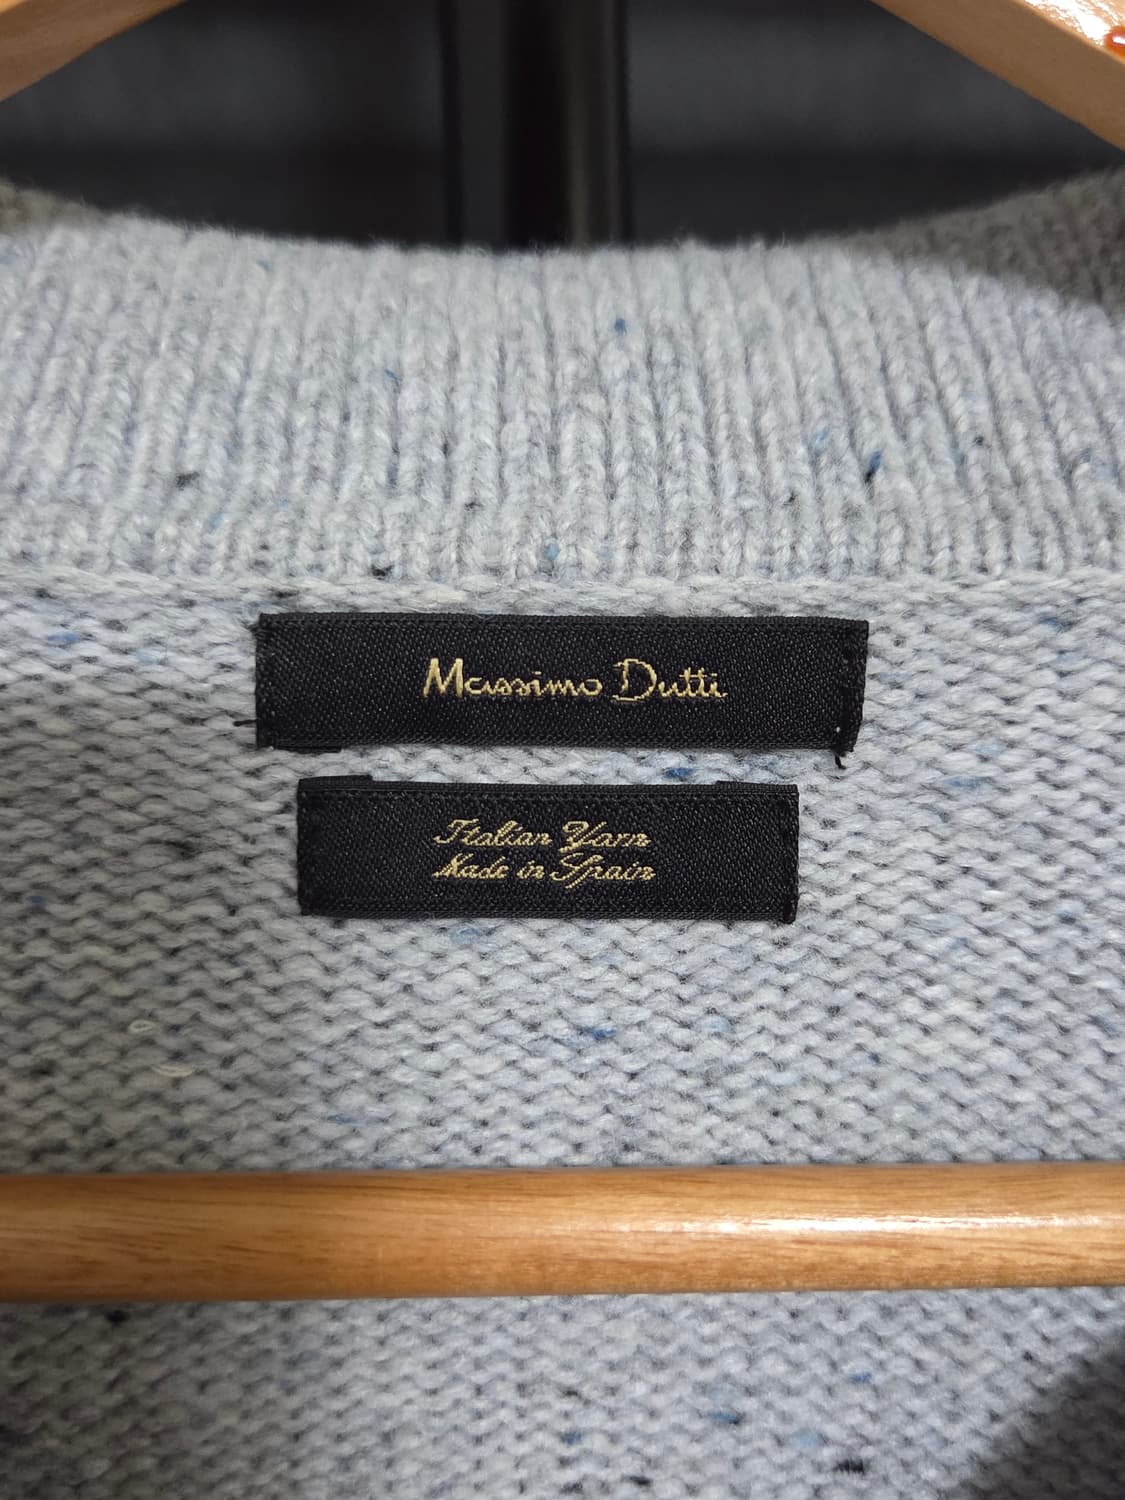 Massimo Dutti
Italian Yarn
Made in Spain